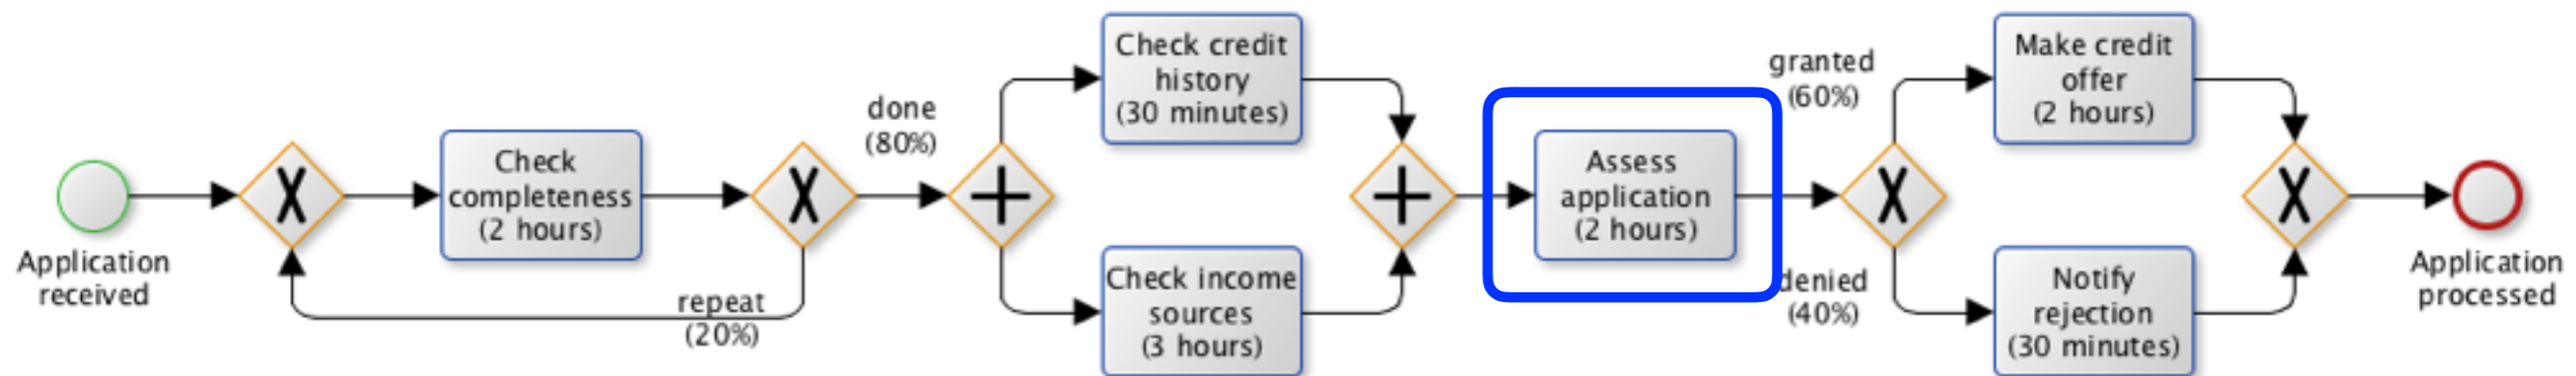 Application
received
Check
completeness
(2 hours)
repeat
(20%)
done
(80%)
Check credit
history
(30 minutes)
Check income
sources
(3 hours)
Assess
application
(2 hours)
granted
(60%)
denied
(40%)
Make credit
offer
(2 hours)
Notify
rejection
(30 minutes)
Application
processed